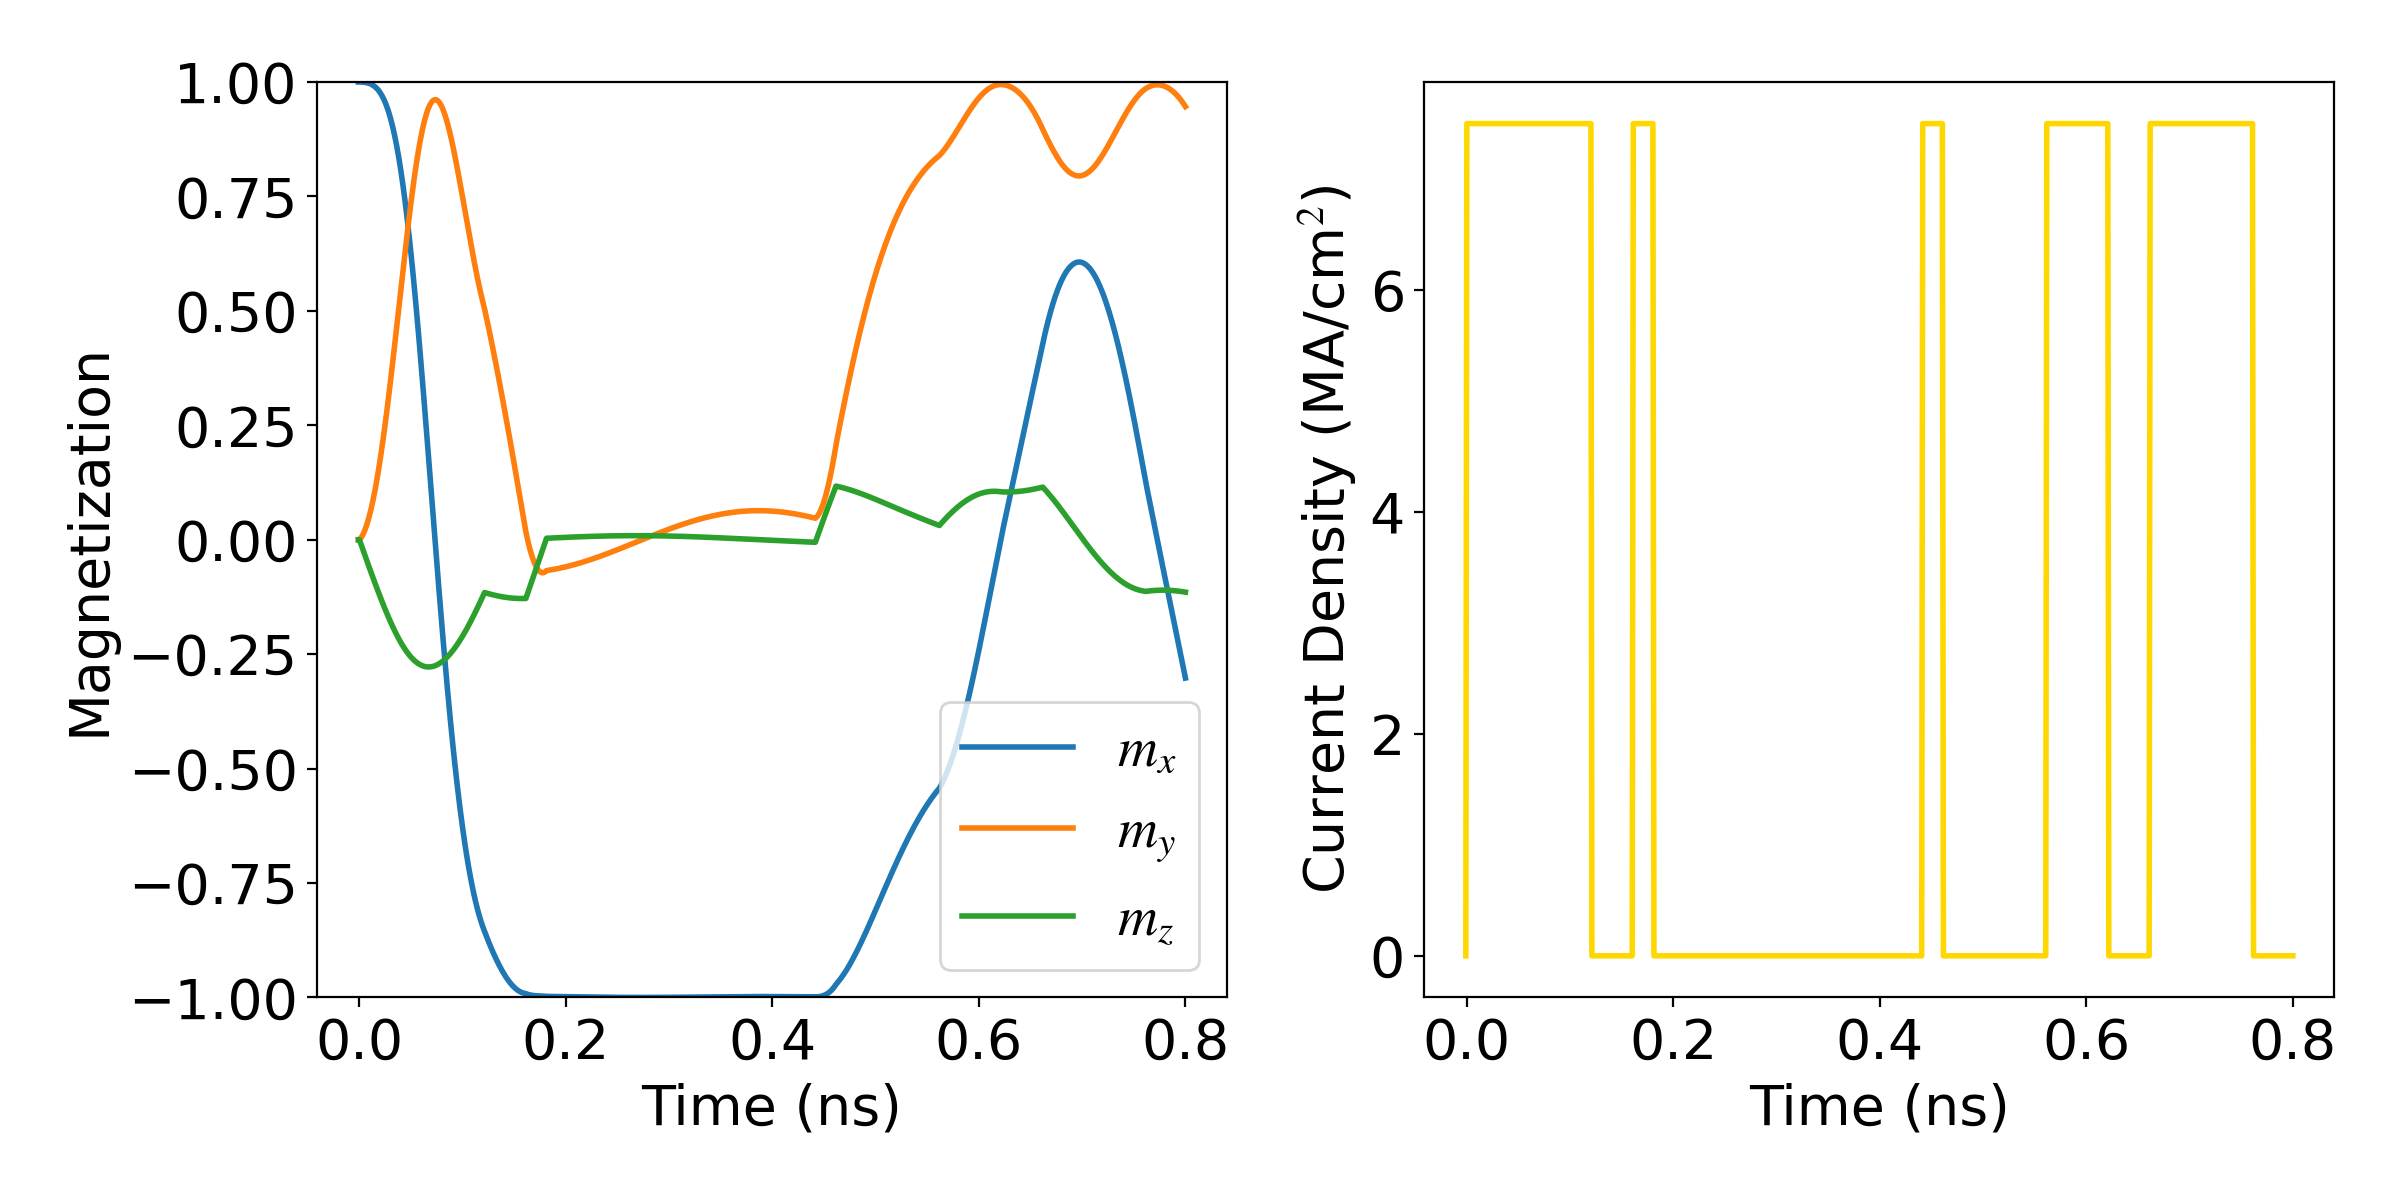 Magnetization
1.00
0.75
0.50
0.25
0.00
−0.25
−0.50
−0.75
−1.00
0.0 0.2 0.4 0.6 0.8
Time (ns)
m_x
m_y
m_z
Current Density (MA/cm²)
6
4
2
0
0.0 0.2 0.4 0.6 0.8
Time (ns)